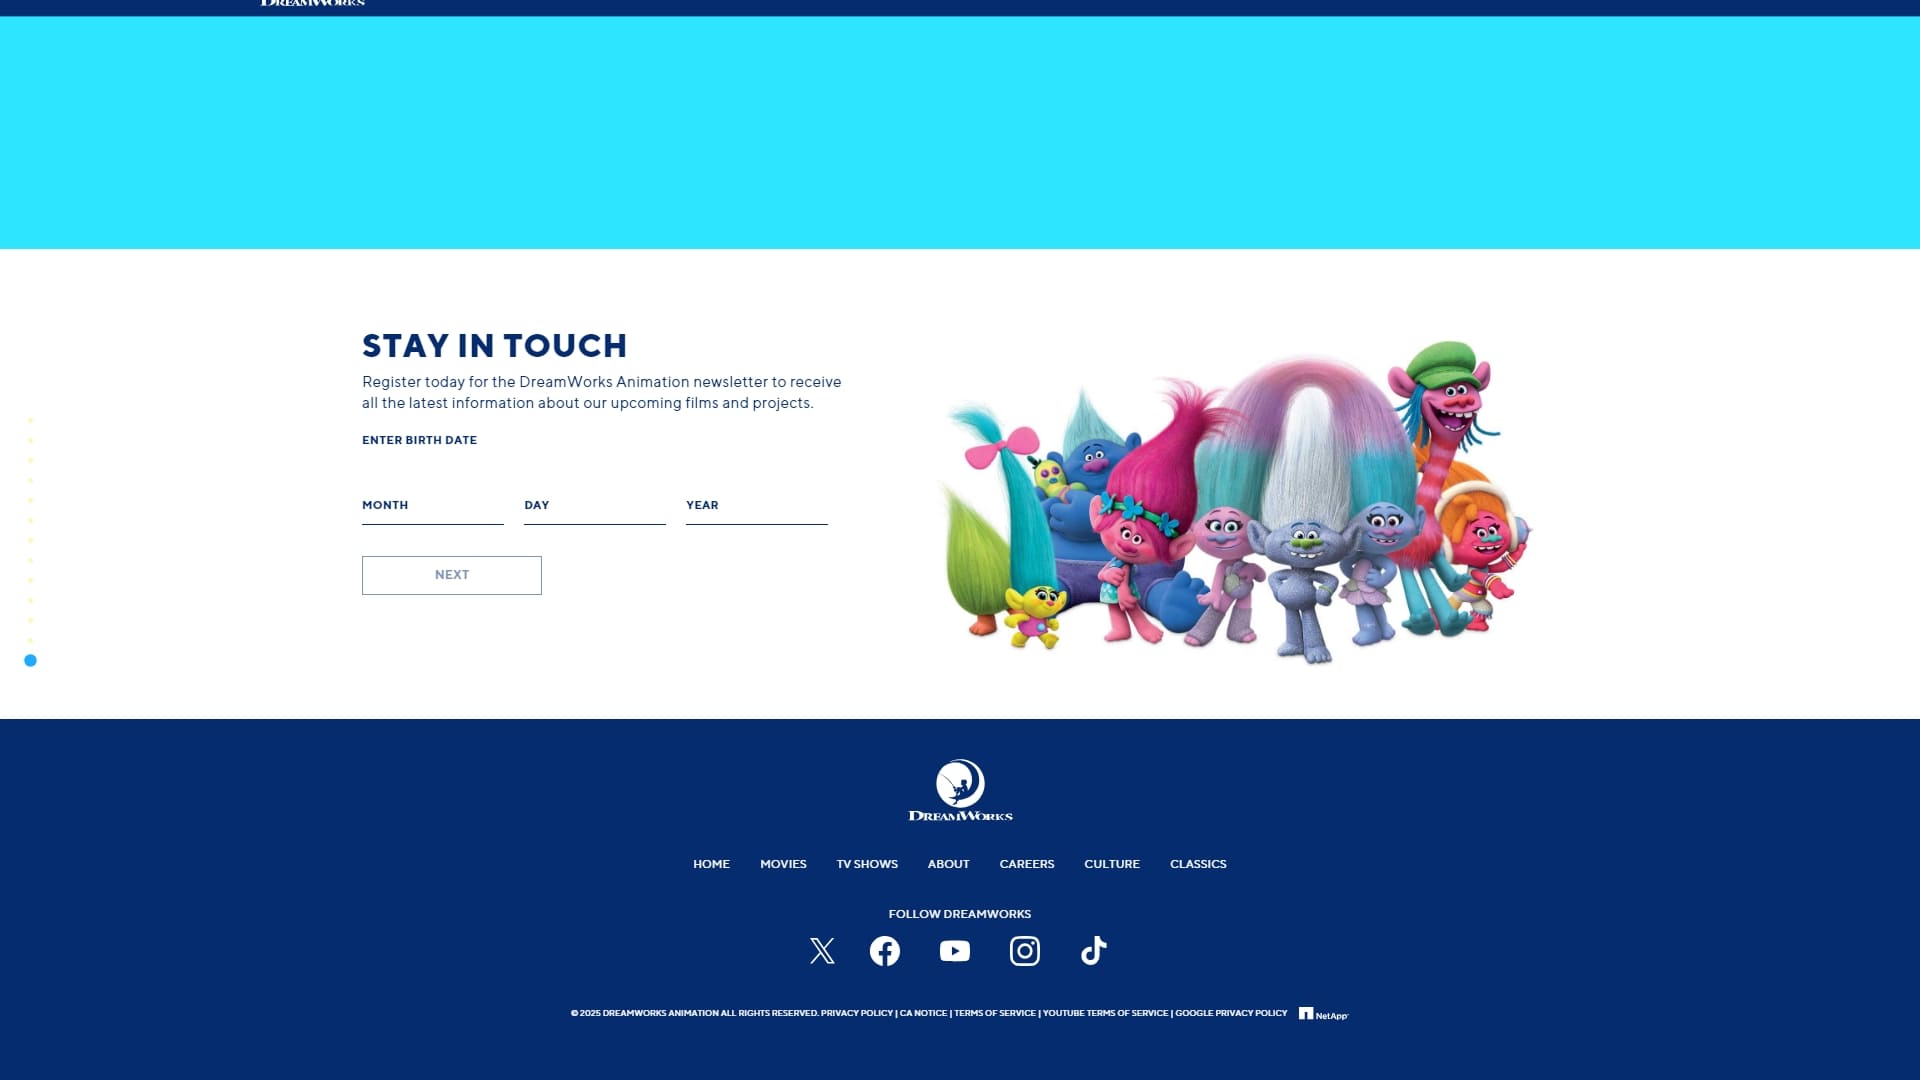 DREAMWORKS
STAY IN TOUCH
Register today for the DreamWorks Animation newsletter to receive
all the latest information about our upcoming films and projects.
ENTER BIRTH DATE
MONTH DAY YEAR
NEXT
DREAMWORKS
HOME MOVIES TV SHOWS ABOUT CAREERS CULTURE CLASSICS
FOLLOW DREAMWORKS
© 2025 DREAMWORKS ANIMATION ALL RIGHTS RESERVED. PRIVACY POLICY | CA NOTICE | TERMS OF SERVICE | YOUTUBE TERMS OF SERVICE | GOOGLE PRIVACY POLICY NetApp